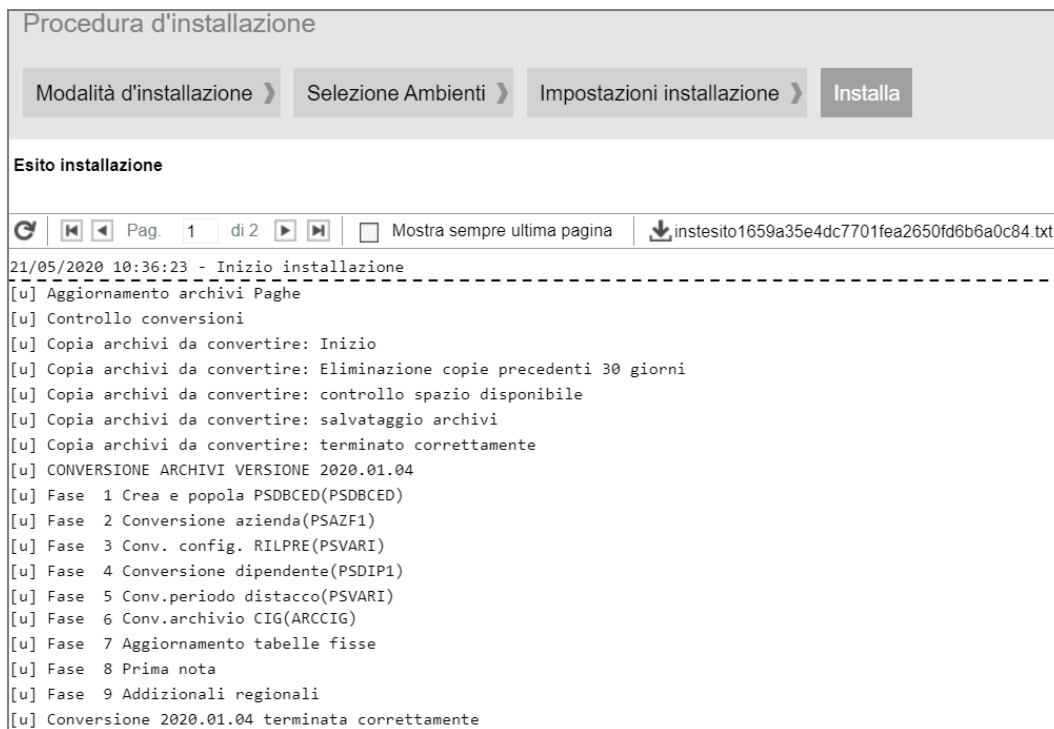 Procedura d'installazione
Modalità d'installazione ❱ Selezione Ambienti ❱ Impostazioni installazione ❱ Installa
Esito installazione
Pag. 1 di 2 Mostra sempre ultima pagina instesito1659a35e4dc7701fea2650fd6b6a0c84.txt
21/05/2020 10:36:23 - Inizio installazione
[u] Aggiornamento archivi Paghe
[u] Controllo conversioni
[u] Copia archivi da convertire: Inizio
[u] Copia archivi da convertire: Eliminazione copie precedenti 30 giorni
[u] Copia archivi da convertire: controllo spazio disponibile
[u] Copia archivi da convertire: salvataggio archivi
[u] Copia archivi da convertire: terminato correttamente
[u] CONVERSIONE ARCHIVI VERSIONE 2020.01.04
[u] Fase  1 Crea e popola PSDBCED(PSDBCED)
[u] Fase  2 Conversione azienda(PSAZF1)
[u] Fase  3 Conv. config. RILPRE(PSVARI)
[u] Fase  4 Conversione dipendente(PSDIP1)
[u] Fase  5 Conv.periodo distacco(PSVARI)
[u] Fase  6 Conv.archivio CIG(ARCCIG)
[u] Fase  7 Aggiornamento tabelle fisse
[u] Fase  8 Prima nota
[u] Fase  9 Addizionali regionali
[u] Conversione 2020.01.04 terminata correttamente